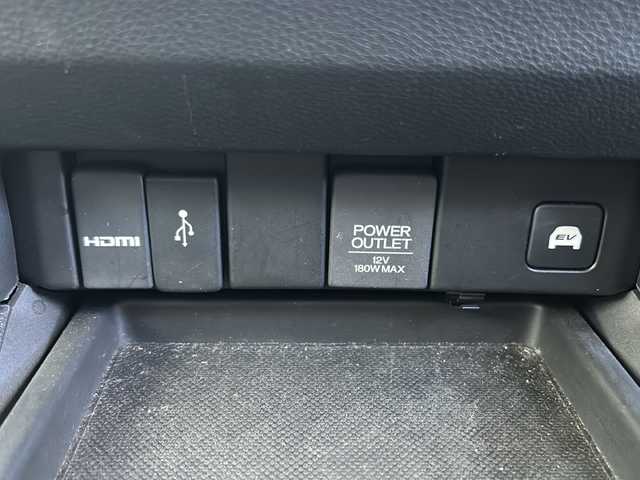 HDMI
POWER
OUTLET
12V
180W MAX
EV